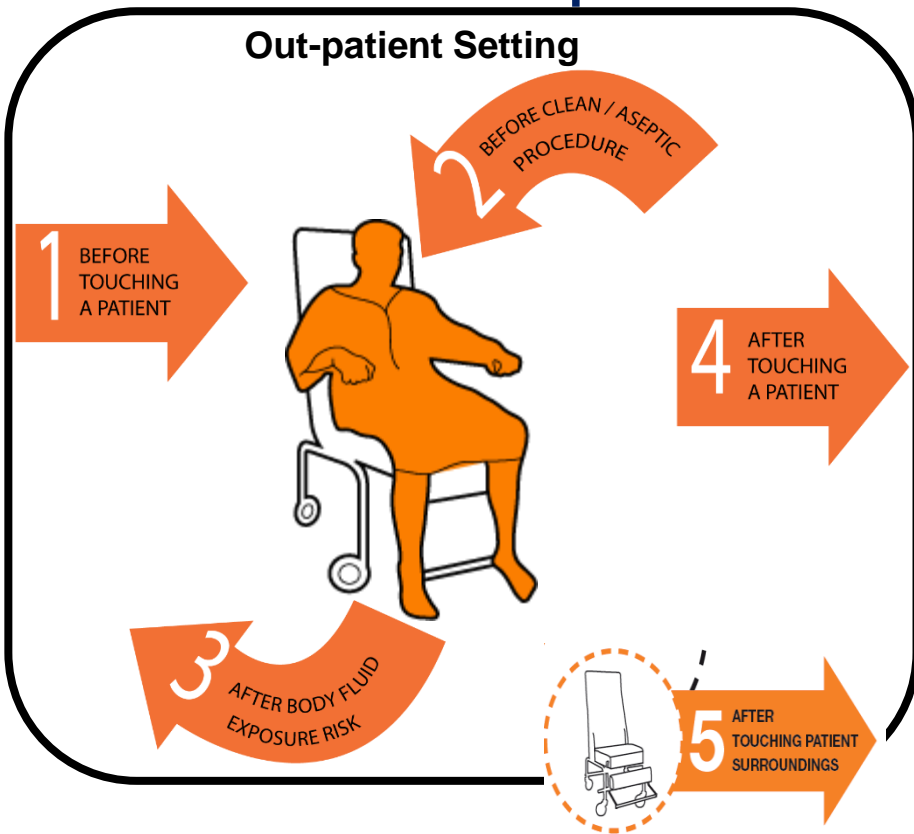 Out-patient Setting
1
BEFORE
TOUCHING
A PATIENT
2
BEFORE CLEAN / ASEPTIC
PROCEDURE
3
AFTER BODY FLUID
EXPOSURE RISK
4
AFTER
TOUCHING
A PATIENT
5
AFTER
TOUCHING PATIENT
SURROUNDINGS